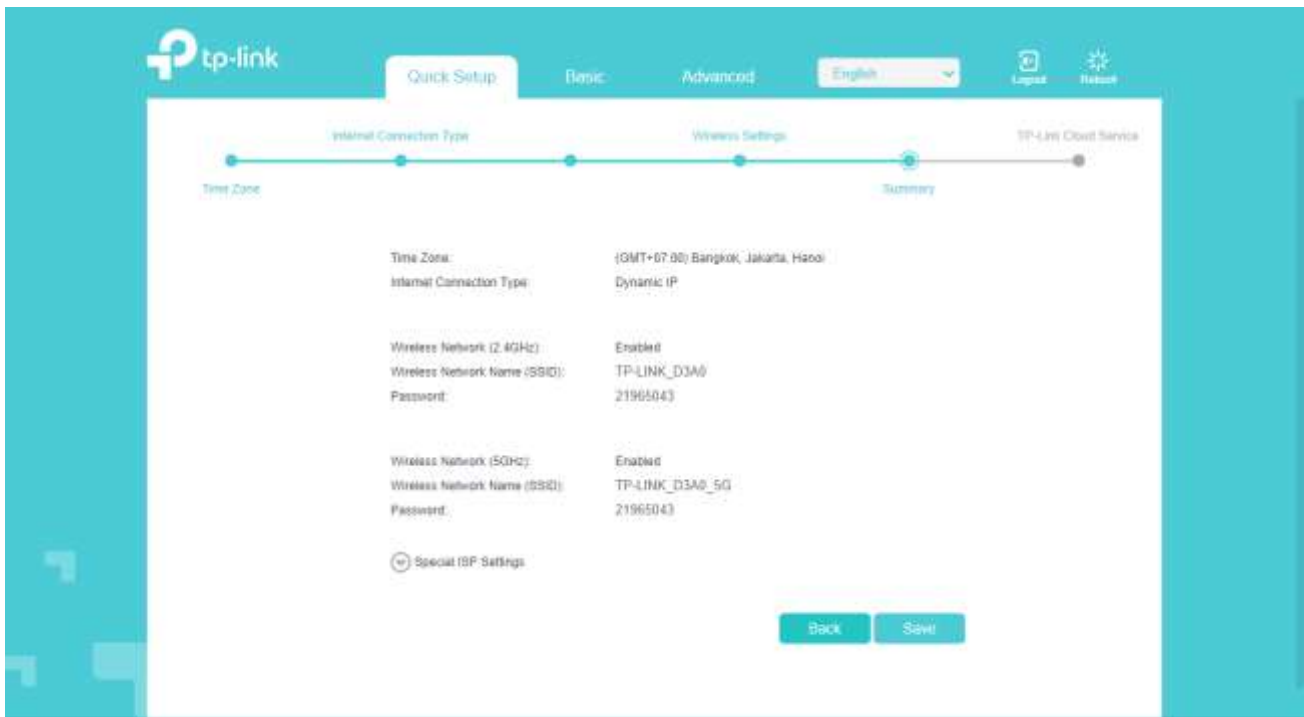 tp-link
Quick Setup Basic Advanced English Logout Reboot
Internet Connection Type Wireless Settings TP-Link Cloud Service
Time Zone Summary
Time Zone: (GMT+07:00) Bangkok, Jakarta, Hanoi
Internet Connection Type: Dynamic IP
Wireless Network (2.4GHz): Enabled
Wireless Network Name (SSID): TP-LINK_D3A0
Password: 21965043
Wireless Network (5GHz): Enabled
Wireless Network Name (SSID): TP-LINK_D3A0_5G
Password: 21965043
Special ISP Settings
Back Save